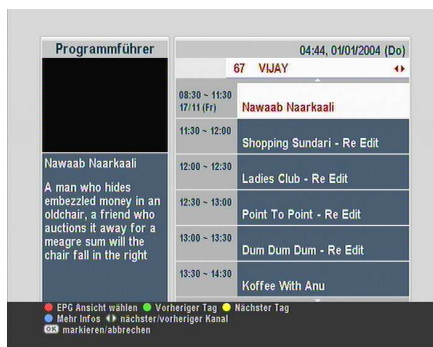 Programmführer
04:44, 01/01/2004 (Do)
67 VIJAY
08:30 ~ 11:30
17/11 (Fr)
Nawaab Naarkaali
11:30 ~ 12:00
Shopping Sundari - Re Edit
12:00 ~ 12:30
Ladies Club - Re Edit
12:30 ~ 13:00
Point To Point - Re Edit
13:00 ~ 13:30
Dum Dum Dum - Re Edit
13:30 ~ 14:30
Koffee With Anu
Nawaab Naarkaali
A man who hides
embezzled money in an
oldchair, a friend who
auctions it away for a
meagre sum will the
chair fall in the right
EPG Ansicht wählen Vorheriger Tag Nächster Tag
Mehr Infos nächster/vorheriger Kanal
OK markieren/abbrechen